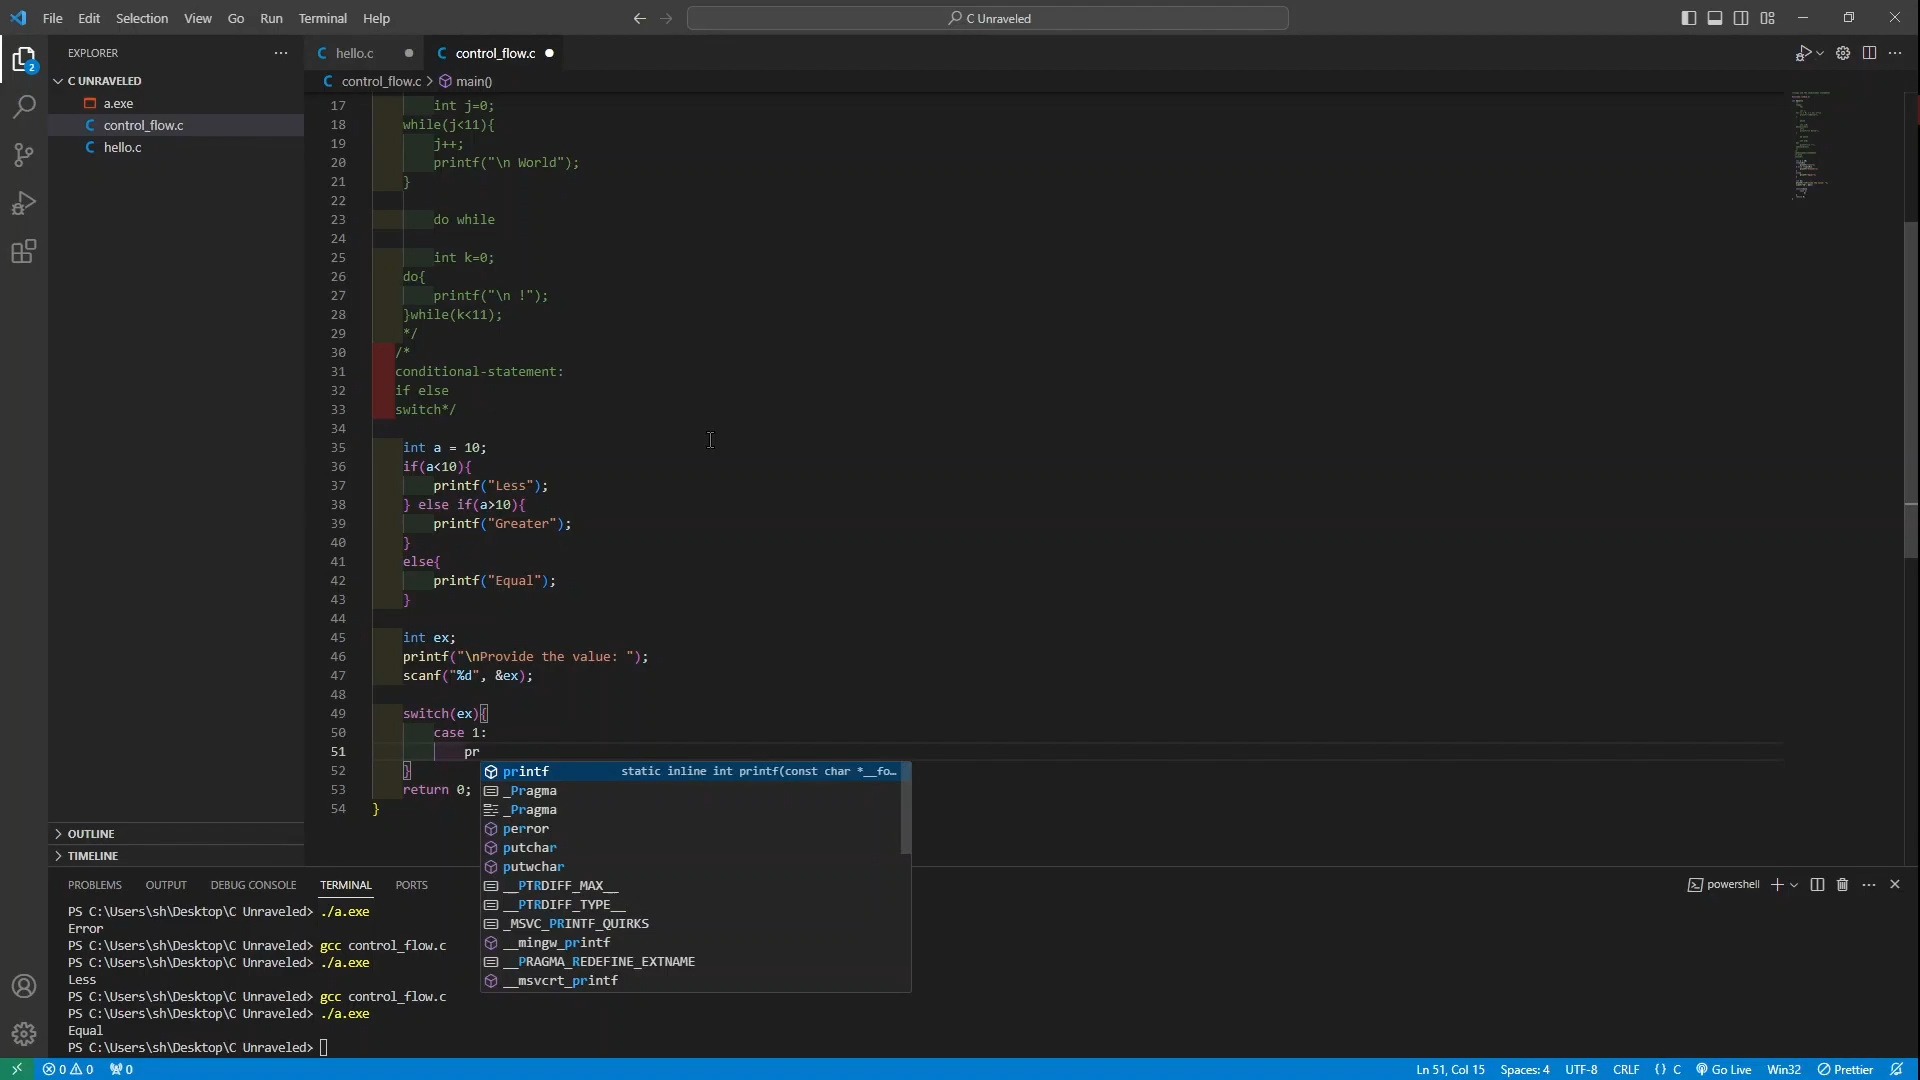 File Edit Selection View Go Run Terminal Help
C Unraveled
EXPLORER
C UNRAVELED
a.exe
C control_flow.c
C hello.c
OUTLINE
TIMELINE
C hello.c
C control_flow.c
C control_flow.c > main()
17 int j=0;
18 while(j<11){
19 j++;
20 printf("\n World");
21 }
22
23 do while
24
25 int k=0;
26 do{
27 printf("\n !");
28 }while(k<11);
29 */
30 /*
31 conditional-statement:
32 if else
33 switch*/
34
35 int a = 10;
36 if(a<10){
37 printf("Less");
38 } else if(a>10){
39 printf("Greater");
40 }
41 else{
42 printf("Equal");
43 }
44
45 int ex;
46 printf("\nProvide the value: ");
47 scanf("%d", &ex);
48
49 switch(ex){
50 case 1:
51 pr
52 }
53 return 0;
54 }
printf static inline int printf(const char *__fo…
_Pragma
_Pragma
perror
putchar
putwchar
__PTRDIFF_MAX__
__PTRDIFF_TYPE__
_MSVC_PRINTF_QUIRKS
__mingw_printf
__PRAGMA_REDEFINE_EXTNAME
__msvcrt_printf
PROBLEMS OUTPUT DEBUG CONSOLE TERMINAL PORTS
powershell
PS C:\Users\sh\Desktop\C Unraveled> ./a.exe
Error
PS C:\Users\sh\Desktop\C Unraveled> gcc control_flow.c
PS C:\Users\sh\Desktop\C Unraveled> ./a.exe
Less
PS C:\Users\sh\Desktop\C Unraveled> gcc control_flow.c
PS C:\Users\sh\Desktop\C Unraveled> ./a.exe
Equal
PS C:\Users\sh\Desktop\C Unraveled>
2
0 0 0
Ln 51, Col 15 Spaces: 4 UTF-8 CRLF {} C Go Live Win32 Prettier